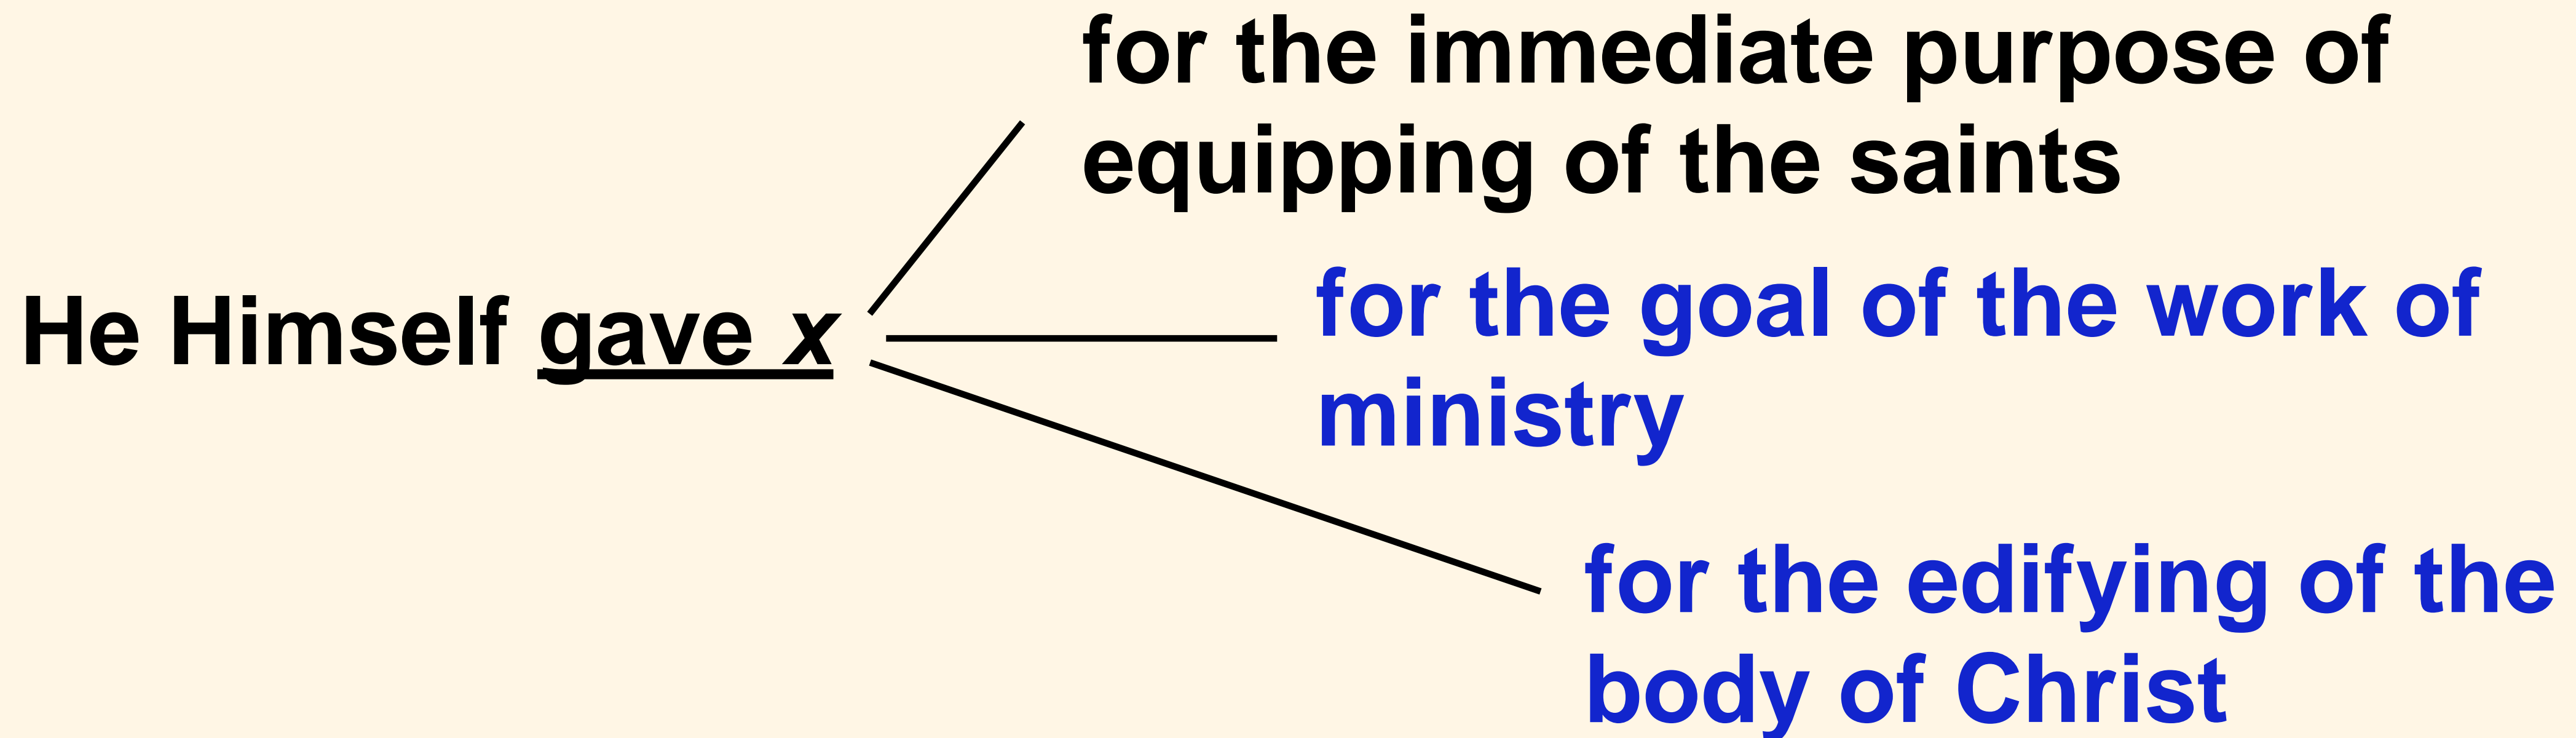 for the immediate purpose of
equipping of the saints
He Himself gave x
for the goal of the work of
ministry
for the edifying of the
body of Christ